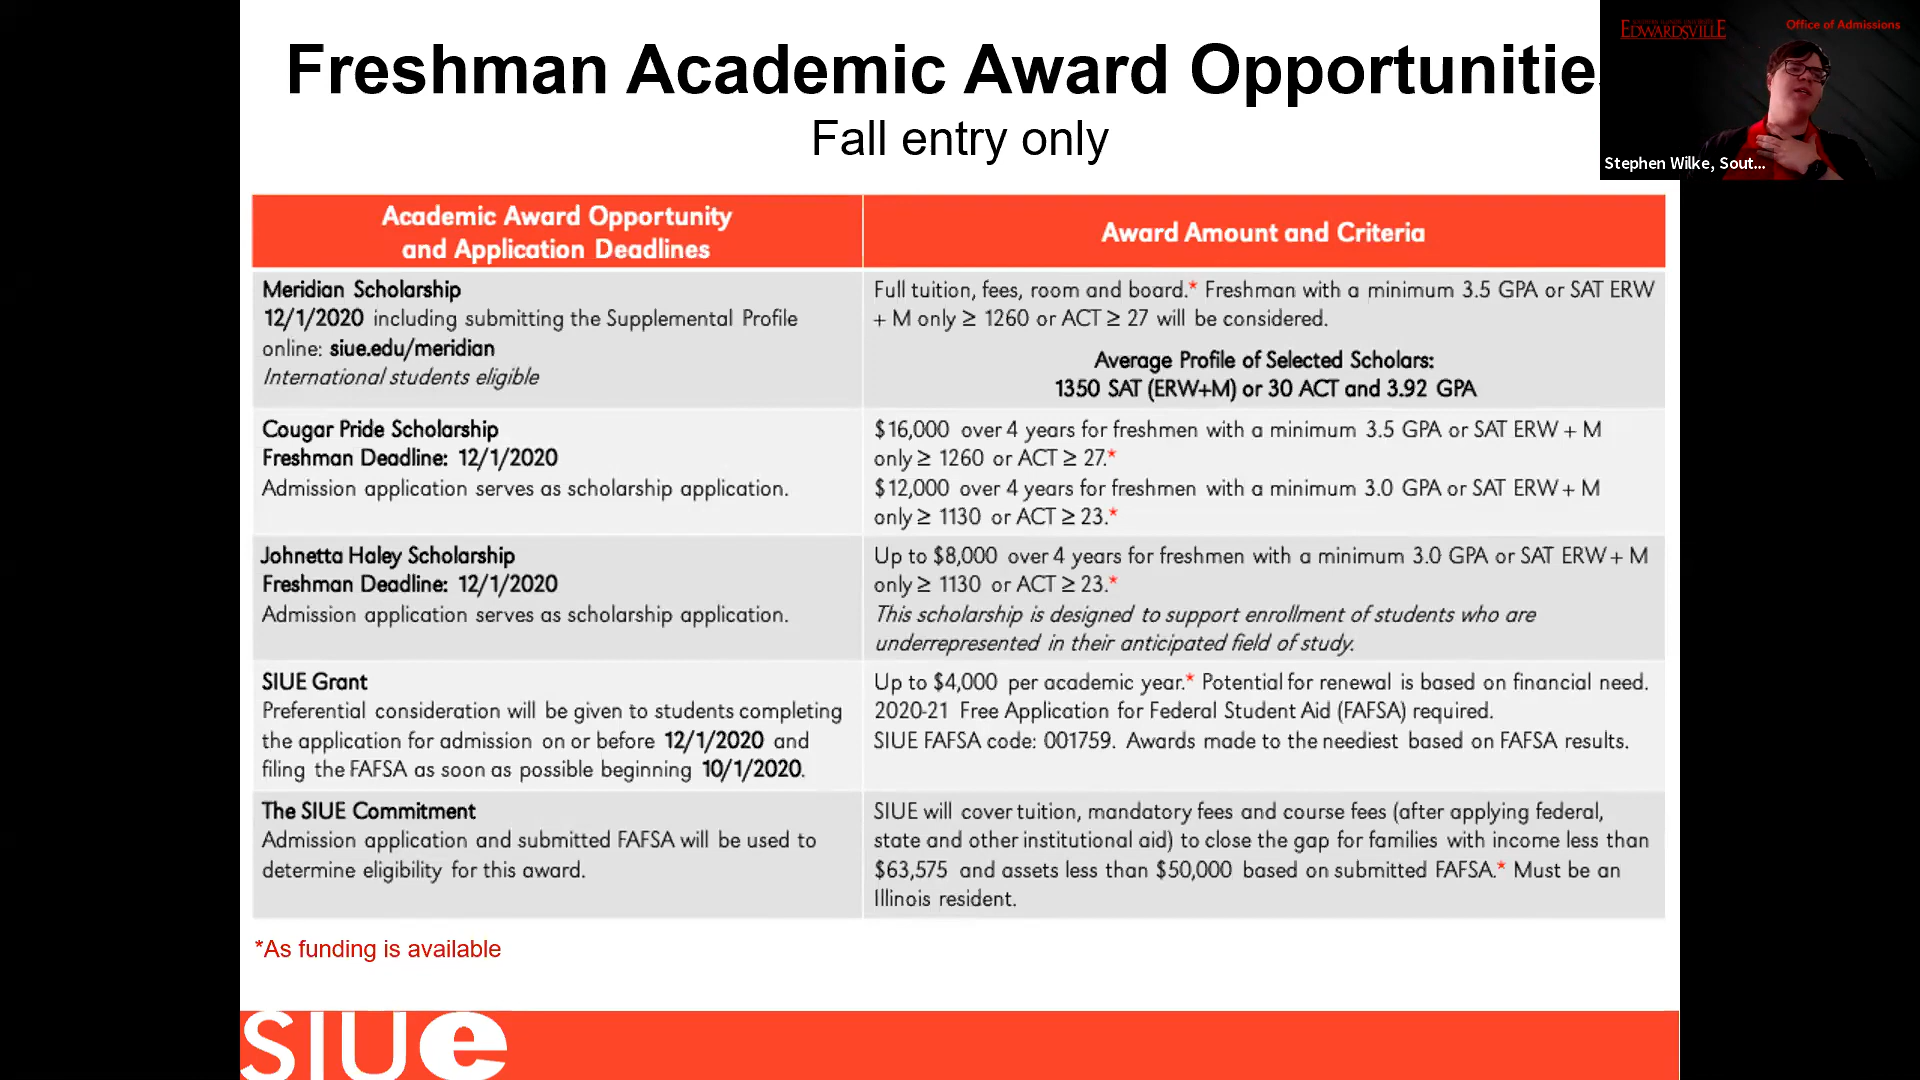 Freshman Academic Award Opportunitie
Fall entry only
EDWARDSVILLE
Office of Admissions
Stephen Wilke, Sout...
Academic Award Opportunity
and Application Deadlines
Award Amount and Criteria
Meridian Scholarship
12/1/2020 including submitting the Supplemental Profile
online: siue.edu/meridian
International students eligible
Full tuition, fees, room and board.* Freshman with a minimum 3.5 GPA or SAT ERW
+ M only ≥ 1260 or ACT ≥ 27 will be considered.
Average Profile of Selected Scholars:
1350 SAT (ERW+M) or 30 ACT and 3.92 GPA
Cougar Pride Scholarship
Freshman Deadline: 12/1/2020
Admission application serves as scholarship application.
$16,000 over 4 years for freshmen with a minimum 3.5 GPA or SAT ERW + M
only ≥ 1260 or ACT ≥ 27.*
$12,000 over 4 years for freshmen with a minimum 3.0 GPA or SAT ERW + M
only ≥ 1130 or ACT ≥ 23.*
Johnetta Haley Scholarship
Freshman Deadline: 12/1/2020
Admission application serves as scholarship application.
Up to $8,000 over 4 years for freshmen with a minimum 3.0 GPA or SAT ERW + M
only ≥ 1130 or ACT ≥ 23.*
This scholarship is designed to support enrollment of students who are
underrepresented in their anticipated field of study.
SIUE Grant
Preferential consideration will be given to students completing
the application for admission on or before 12/1/2020 and
filing the FAFSA as soon as possible beginning 10/1/2020.
Up to $4,000 per academic year.* Potential for renewal is based on financial need.
2020-21 Free Application for Federal Student Aid (FAFSA) required.
SIUE FAFSA code: 001759. Awards made to the neediest based on FAFSA results.
The SIUE Commitment
Admission application and submitted FAFSA will be used to
determine eligibility for this award.
SIUE will cover tuition, mandatory fees and course fees (after applying federal,
state and other institutional aid) to close the gap for families with income less than
$63,575 and assets less than $50,000 based on submitted FAFSA.* Must be an
Illinois resident.
*As funding is available
SIUe